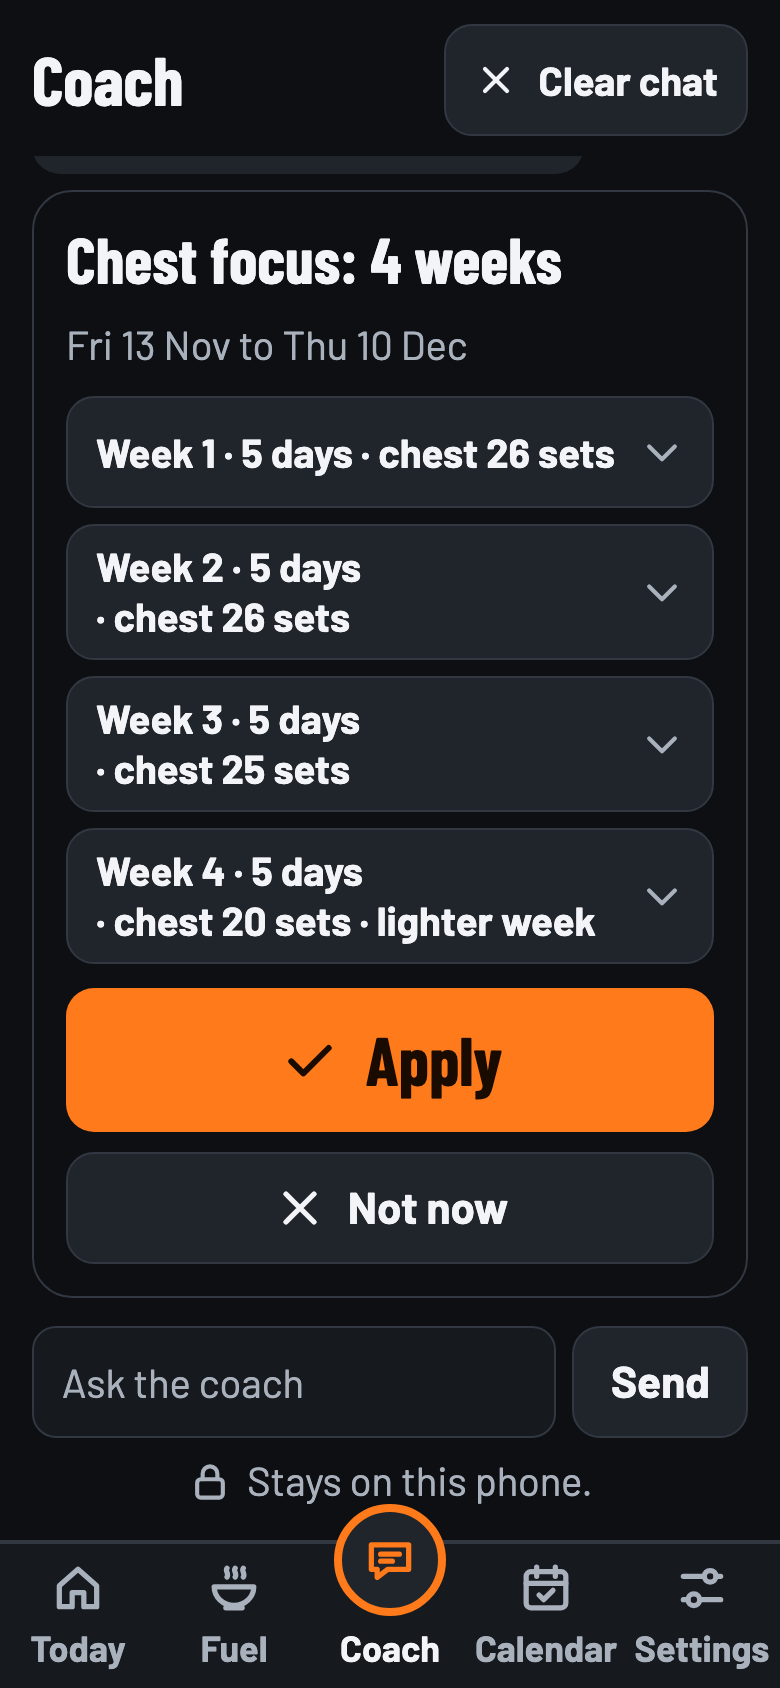 Coach
Clear chat
Chest focus: 4 weeks
Fri 13 Nov to Thu 10 Dec
Week 1 · 5 days · chest 26 sets
Week 2 · 5 days
· chest 26 sets
Week 3 · 5 days
· chest 25 sets
Week 4 · 5 days
· chest 20 sets · lighter week
Apply
Not now
Ask the coach
Send
Stays on this phone.
Today
Fuel
Coach
Calendar
Settings